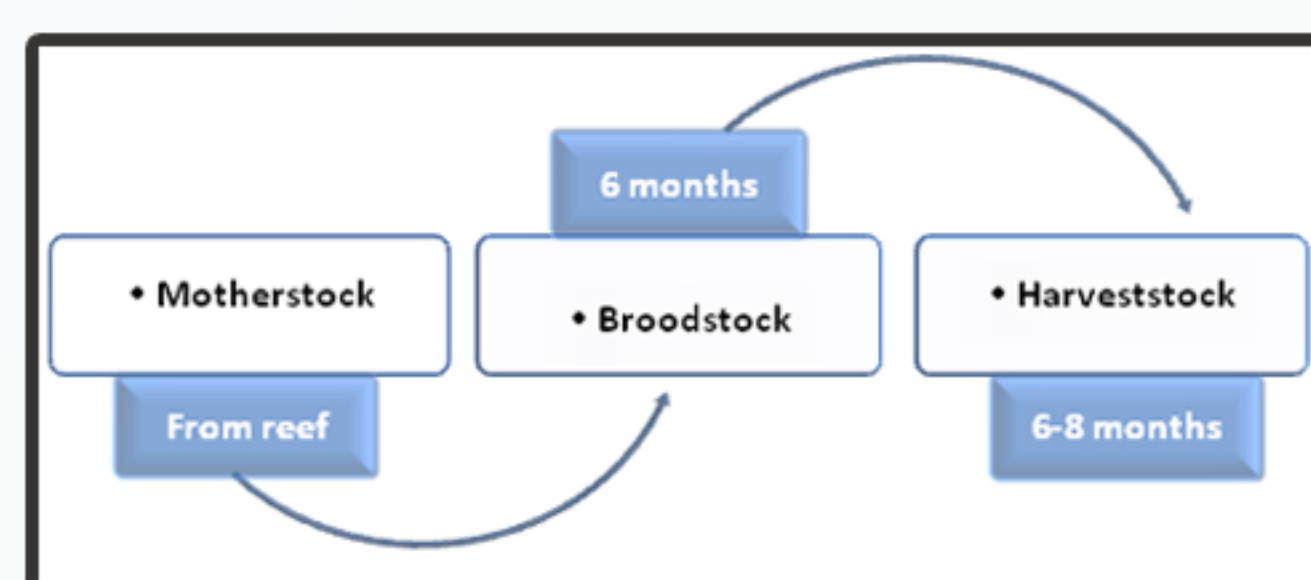 6 months
• Motherstock
• Broodstock
• Harveststock
From reef
6-8 months